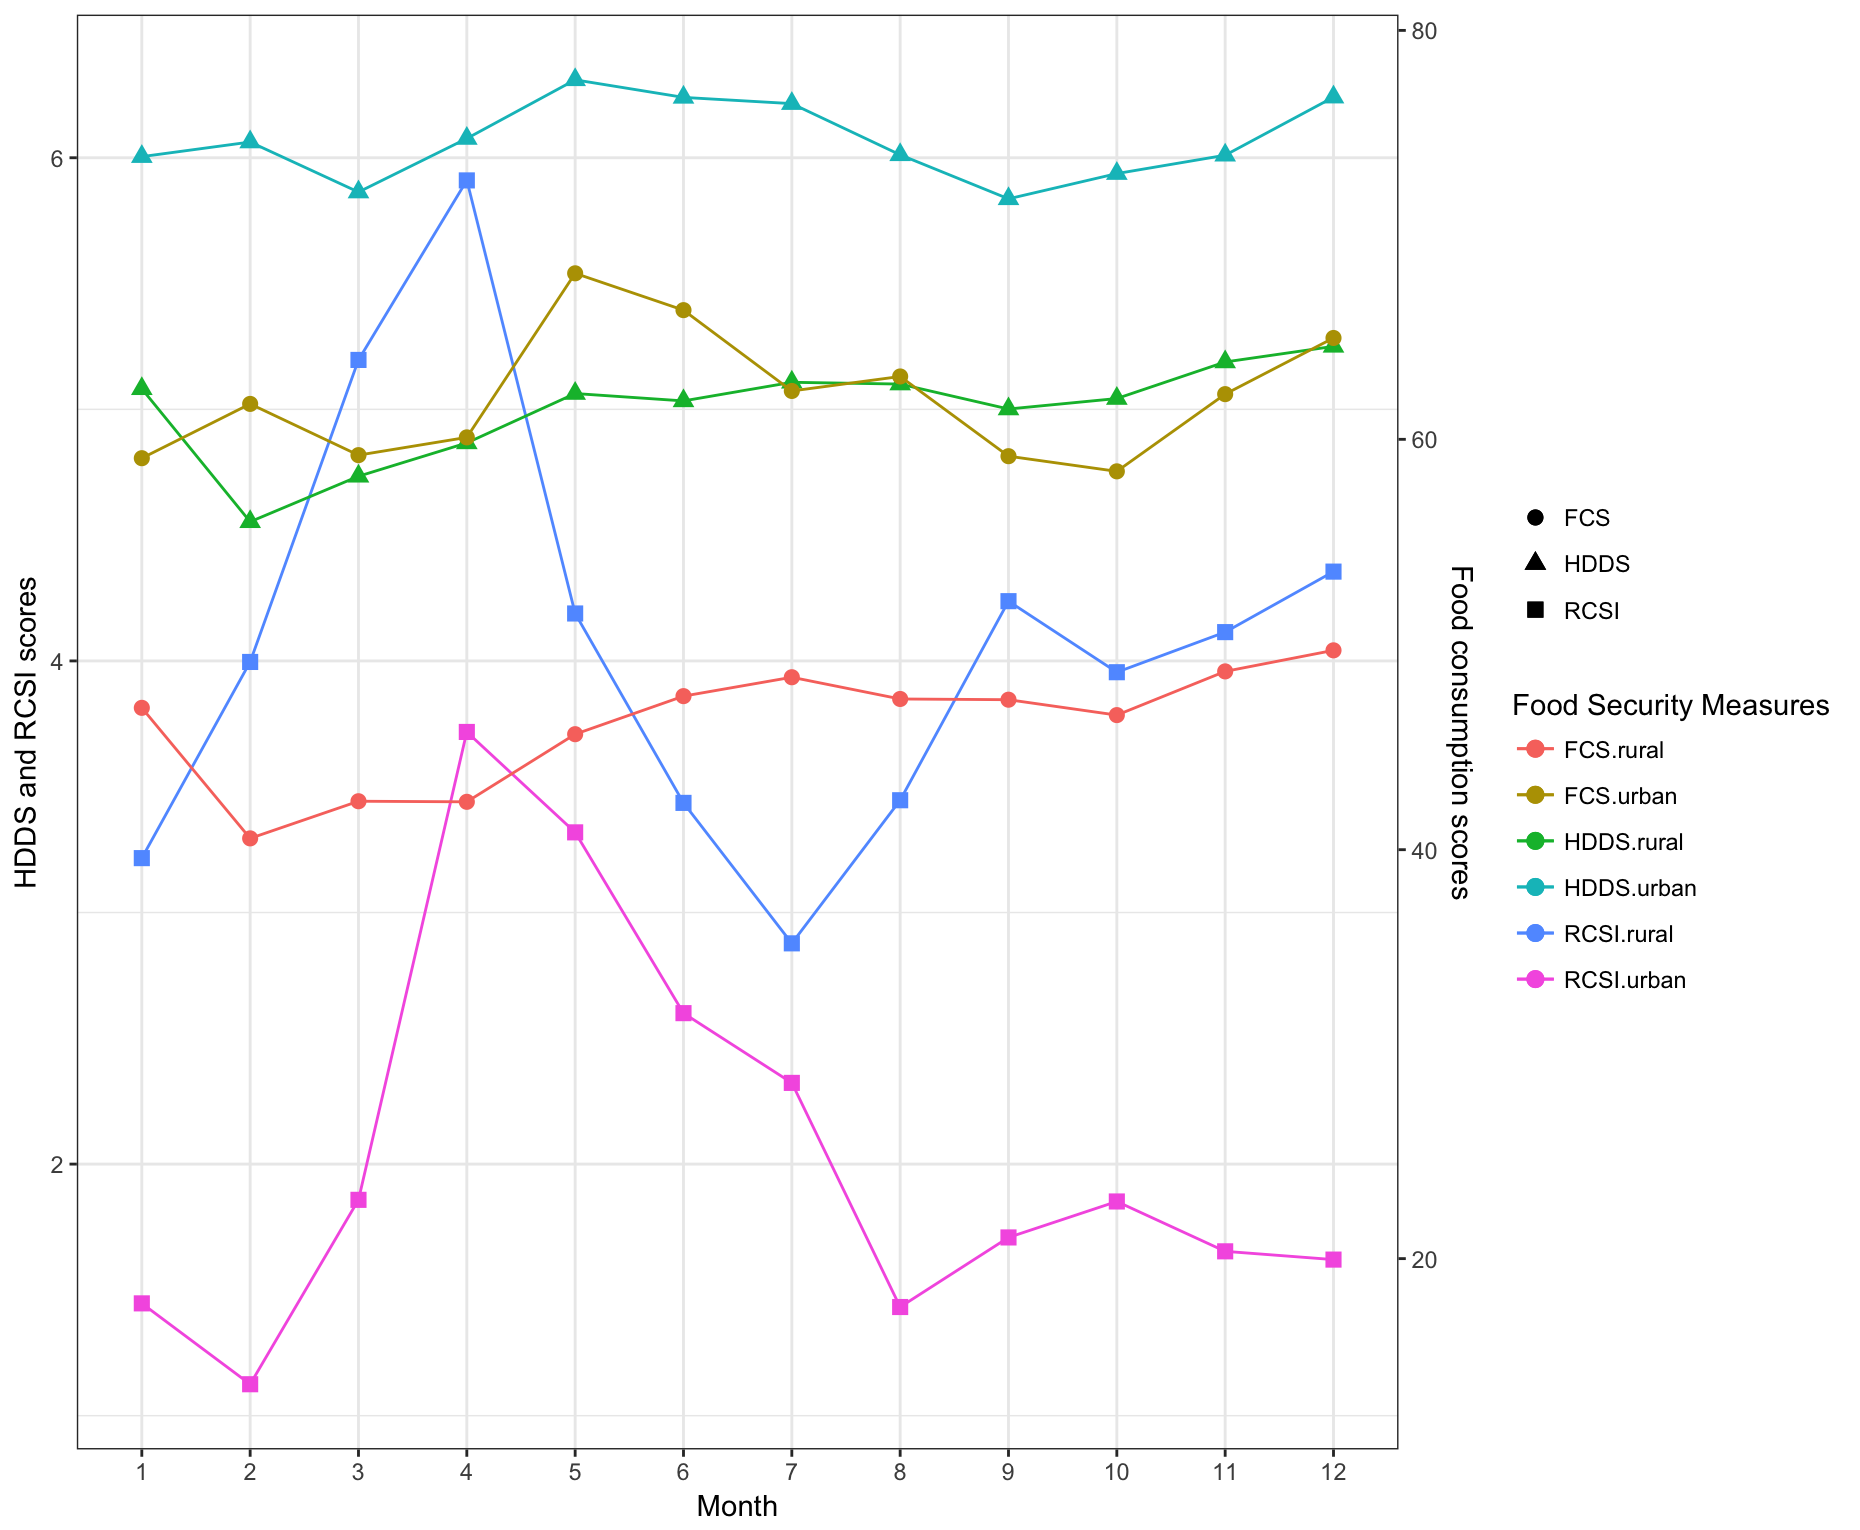 HDDS and RCSI scores
6
4
2
1 2 3 4 5 6 7 8 9 10 11 12
Month
80
60
40
20
Food consumption scores
FCS
HDDS
RCSI
Food Security Measures
FCS.rural
FCS.urban
HDDS.rural
HDDS.urban
RCSI.rural
RCSI.urban